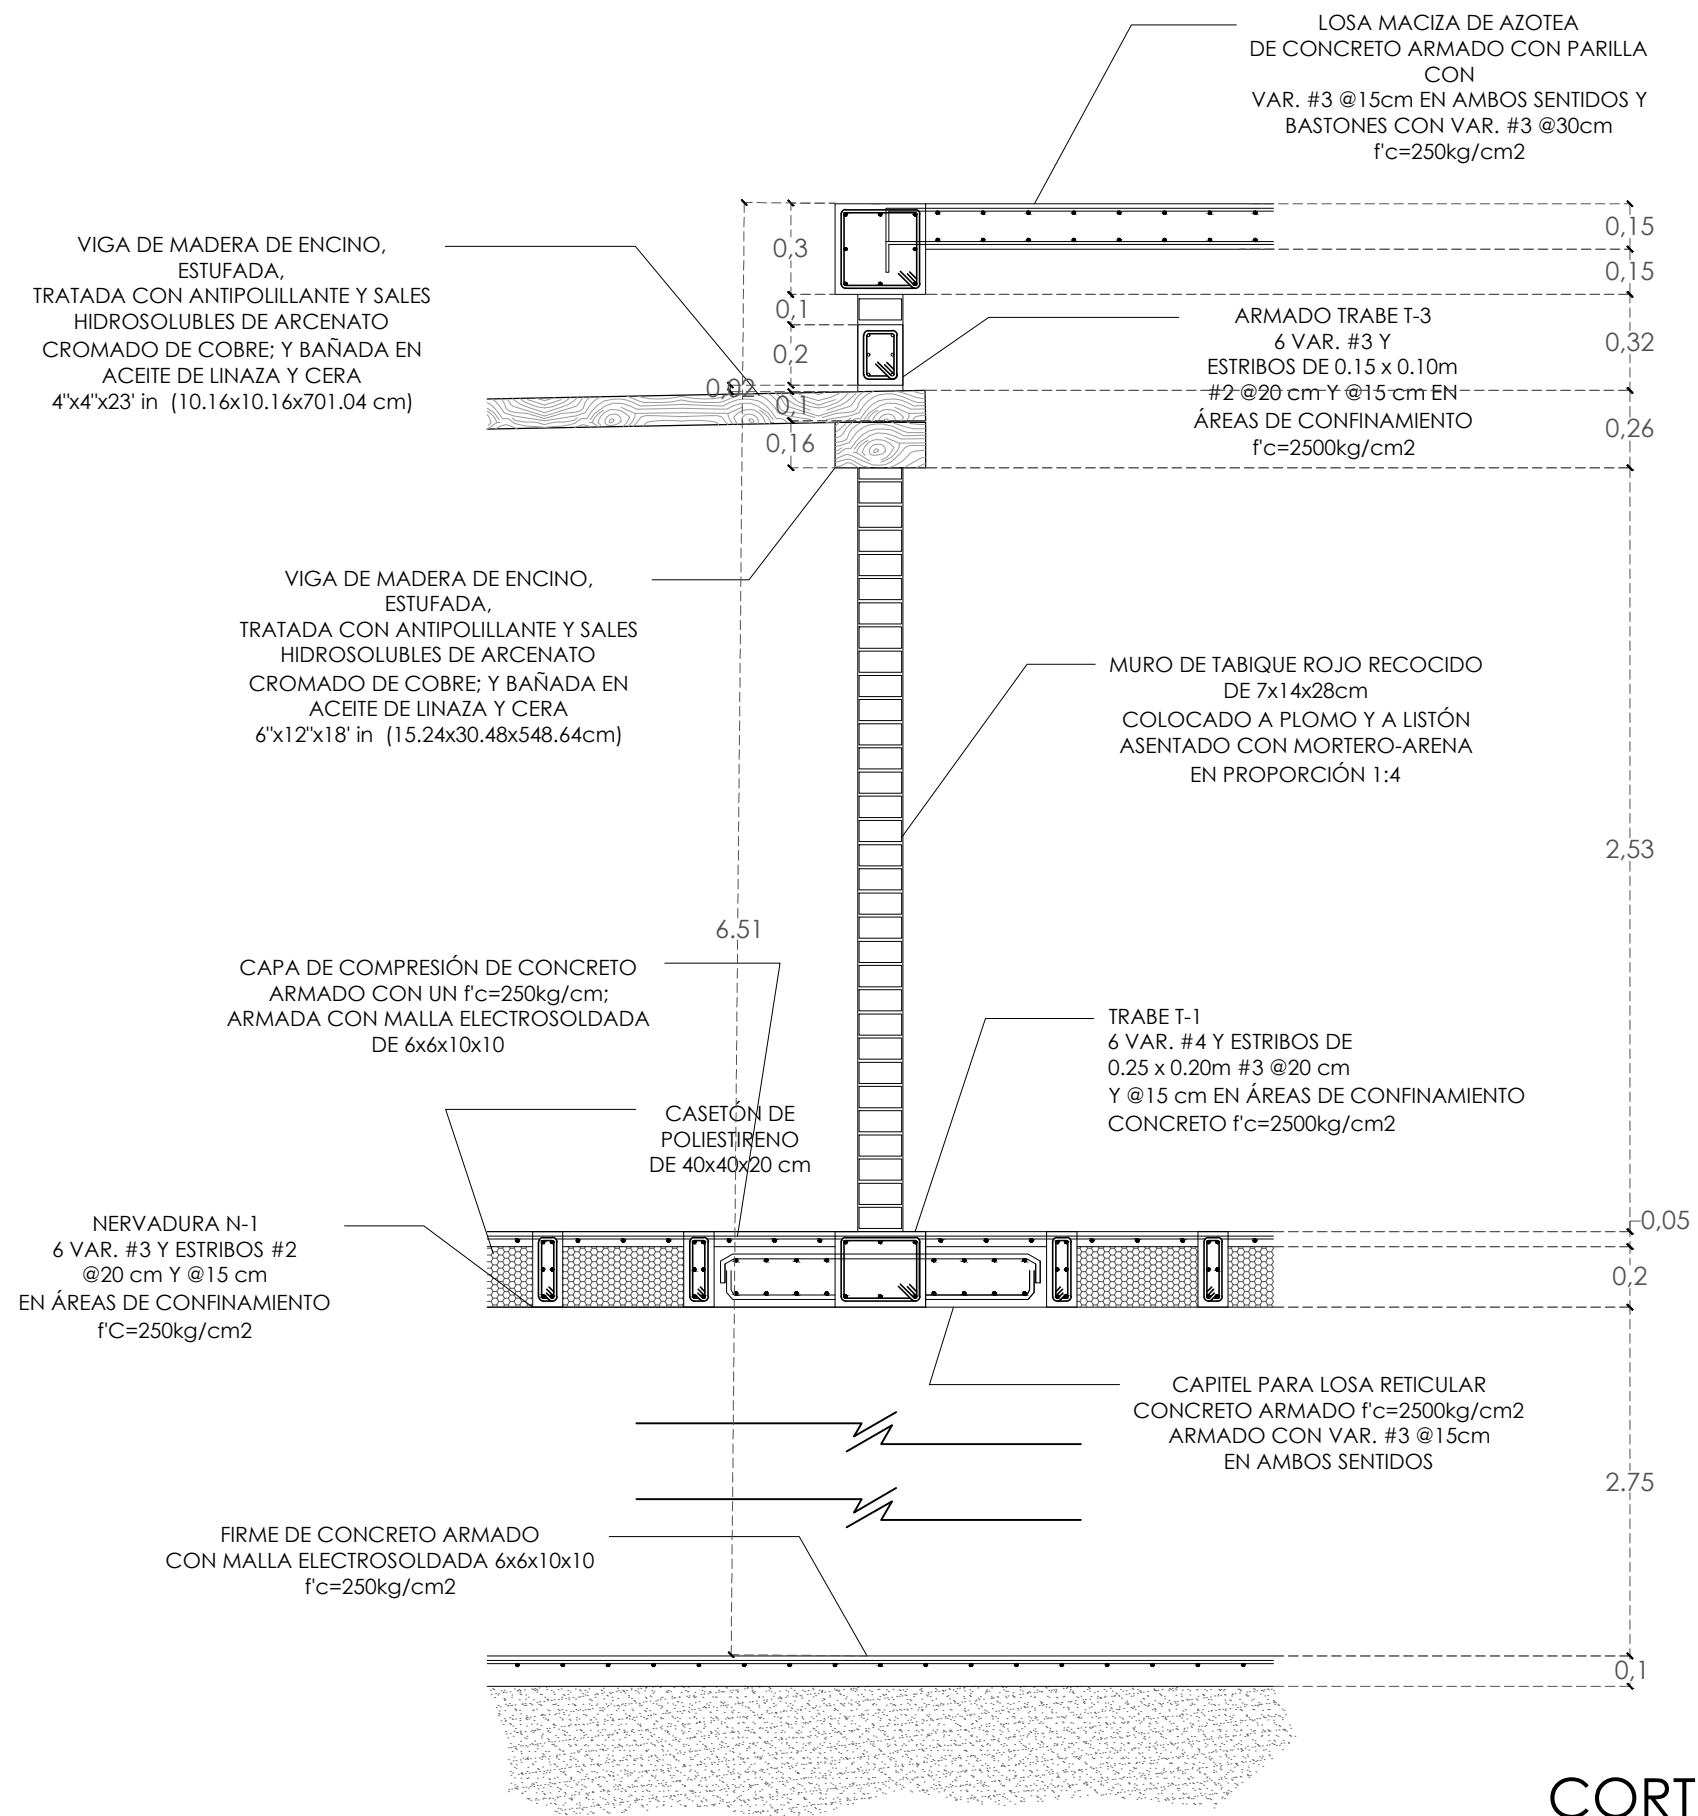 LOSA MACIZA DE AZOTEA
DE CONCRETO ARMADO CON PARILLA
CON
VAR. #3 @15cm EN AMBOS SENTIDOS Y
BASTONES CON VAR. #3 @30cm
f'c=250kg/cm2
VIGA DE MADERA DE ENCINO,
ESTUFADA,
TRATADA CON ANTIPOLILLANTE Y SALES
HIDROSOLUBLES DE ARCENATO
CROMADO DE COBRE; Y BAÑADA EN
ACEITE DE LINAZA Y CERA
4"x4"x23' in (10.16x10.16x701.04 cm)
0,3
0,1
0,2
0,02
0,1
0,16
0,15
0,15
0,32
0,26
ARMADO TRABE T-3
6 VAR. #3 Y
ESTRIBOS DE 0.15 x 0.10m
#2 @20 cm Y @15 cm EN
ÁREAS DE CONFINAMIENTO
f'c=2500kg/cm2
VIGA DE MADERA DE ENCINO,
ESTUFADA,
TRATADA CON ANTIPOLILLANTE Y SALES
HIDROSOLUBLES DE ARCENATO
CROMADO DE COBRE; Y BAÑADA EN
ACEITE DE LINAZA Y CERA
6"x12"x18' in (15.24x30.48x548.64cm)
MURO DE TABIQUE ROJO RECOCIDO
DE 7x14x28cm
COLOCADO A PLOMO Y A LISTÓN
ASENTADO CON MORTERO-ARENA
EN PROPORCIÓN 1:4
2,53
6.51
CAPA DE COMPRESIÓN DE CONCRETO
ARMADO CON UN f'c=250kg/cm;
ARMADA CON MALLA ELECTROSOLDADA
DE 6x6x10x10
TRABE T-1
6 VAR. #4 Y ESTRIBOS DE
0.25 x 0.20m #3 @20 cm
Y @15 cm EN ÁREAS DE CONFINAMIENTO
CONCRETO f'c=2500kg/cm2
CASETÓN DE
POLIESTIRENO
DE 40x40x20 cm
NERVADURA N-1
6 VAR. #3 Y ESTRIBOS #2
@20 cm Y @15 cm
EN ÁREAS DE CONFINAMIENTO
f'C=250kg/cm2
0,05
0,2
CAPITEL PARA LOSA RETICULAR
CONCRETO ARMADO f'c=2500kg/cm2
ARMADO CON VAR. #3 @15cm
EN AMBOS SENTIDOS
2.75
FIRME DE CONCRETO ARMADO
CON MALLA ELECTROSOLDADA 6x6x10x10
f'c=250kg/cm2
0,1
CORT